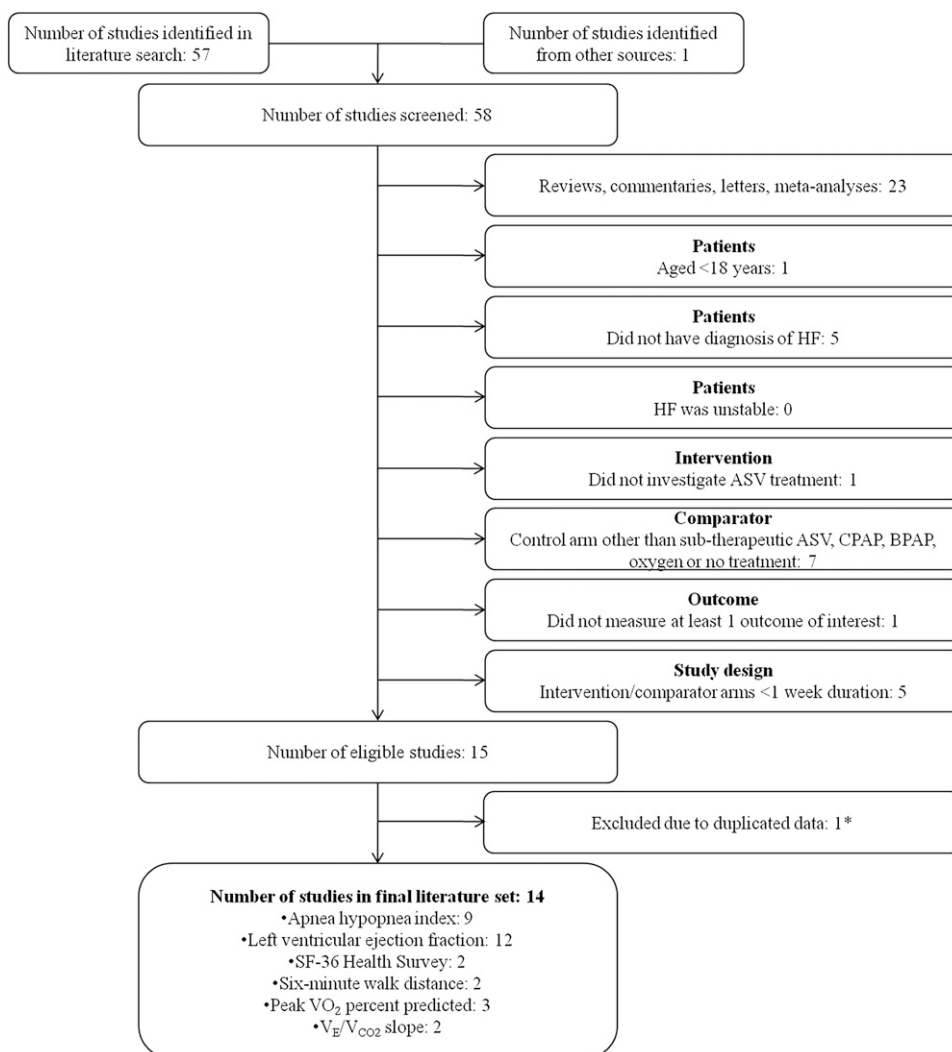 Number of studies identified in
literature search: 57
Number of studies identified
from other sources: 1
Number of studies screened: 58
Reviews, commentaries, letters, meta-analyses: 23
Patients
Aged <18 years: 1
Patients
Did not have diagnosis of HF: 5
Patients
HF was unstable: 0
Intervention
Did not investigate ASV treatment: 1
Comparator
Control arm other than sub-therapeutic ASV, CPAP, BPAP,
oxygen or no treatment: 7
Outcome
Did not measure at least 1 outcome of interest: 1
Study design
Intervention/comparator arms <1 week duration: 5
Number of eligible studies: 15
Excluded due to duplicated data: 1*
Number of studies in final literature set: 14
•Apnea hypopnea index: 9
•Left ventricular ejection fraction: 12
•SF-36 Health Survey: 2
•Six-minute walk distance: 2
•Peak VO₂ percent predicted: 3
•V_E/V_CO2 slope: 2